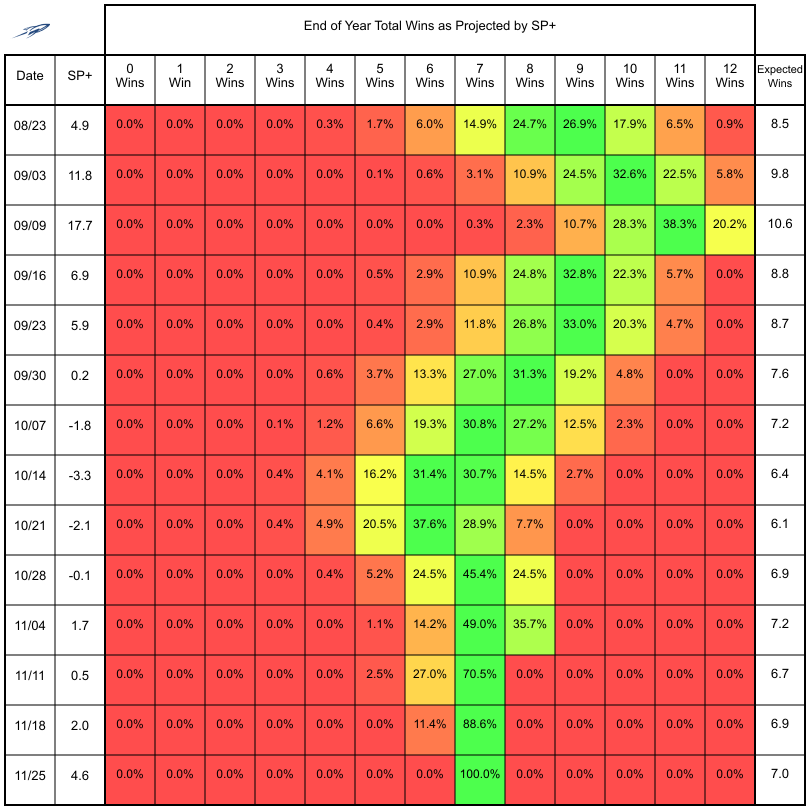 End of Year Total Wins as Projected by SP+
Date SP+ 0 Wins 1 Win 2 Wins 3 Wins 4 Wins 5 Wins 6 Wins 7 Wins 8 Wins 9 Wins 10 Wins 11 Wins 12 Wins Expected Wins
08/23 4.9 0.0% 0.0% 0.0% 0.0% 0.3% 1.7% 6.0% 14.9% 24.7% 26.9% 17.9% 6.5% 0.9% 8.5
09/03 11.8 0.0% 0.0% 0.0% 0.0% 0.0% 0.1% 0.6% 3.1% 10.9% 24.5% 32.6% 22.5% 5.8% 9.8
09/09 17.7 0.0% 0.0% 0.0% 0.0% 0.0% 0.0% 0.0% 0.3% 2.3% 10.7% 28.3% 38.3% 20.2% 10.6
09/16 6.9 0.0% 0.0% 0.0% 0.0% 0.0% 0.5% 2.9% 10.9% 24.8% 32.8% 22.3% 5.7% 0.0% 8.8
09/23 5.9 0.0% 0.0% 0.0% 0.0% 0.0% 0.4% 2.9% 11.8% 26.8% 33.0% 20.3% 4.7% 0.0% 8.7
09/30 0.2 0.0% 0.0% 0.0% 0.0% 0.6% 3.7% 13.3% 27.0% 31.3% 19.2% 4.8% 0.0% 0.0% 7.6
10/07 -1.8 0.0% 0.0% 0.0% 0.1% 1.2% 6.6% 19.3% 30.8% 27.2% 12.5% 2.3% 0.0% 0.0% 7.2
10/14 -3.3 0.0% 0.0% 0.0% 0.4% 4.1% 16.2% 31.4% 30.7% 14.5% 2.7% 0.0% 0.0% 0.0% 6.4
10/21 -2.1 0.0% 0.0% 0.0% 0.4% 4.9% 20.5% 37.6% 28.9% 7.7% 0.0% 0.0% 0.0% 0.0% 6.1
10/28 -0.1 0.0% 0.0% 0.0% 0.0% 0.4% 5.2% 24.5% 45.4% 24.5% 0.0% 0.0% 0.0% 0.0% 6.9
11/04 1.7 0.0% 0.0% 0.0% 0.0% 0.0% 1.1% 14.2% 49.0% 35.7% 0.0% 0.0% 0.0% 0.0% 7.2
11/11 0.5 0.0% 0.0% 0.0% 0.0% 0.0% 2.5% 27.0% 70.5% 0.0% 0.0% 0.0% 0.0% 0.0% 6.7
11/18 2.0 0.0% 0.0% 0.0% 0.0% 0.0% 0.0% 11.4% 88.6% 0.0% 0.0% 0.0% 0.0% 0.0% 6.9
11/25 4.6 0.0% 0.0% 0.0% 0.0% 0.0% 0.0% 0.0% 100.0% 0.0% 0.0% 0.0% 0.0% 0.0% 7.0